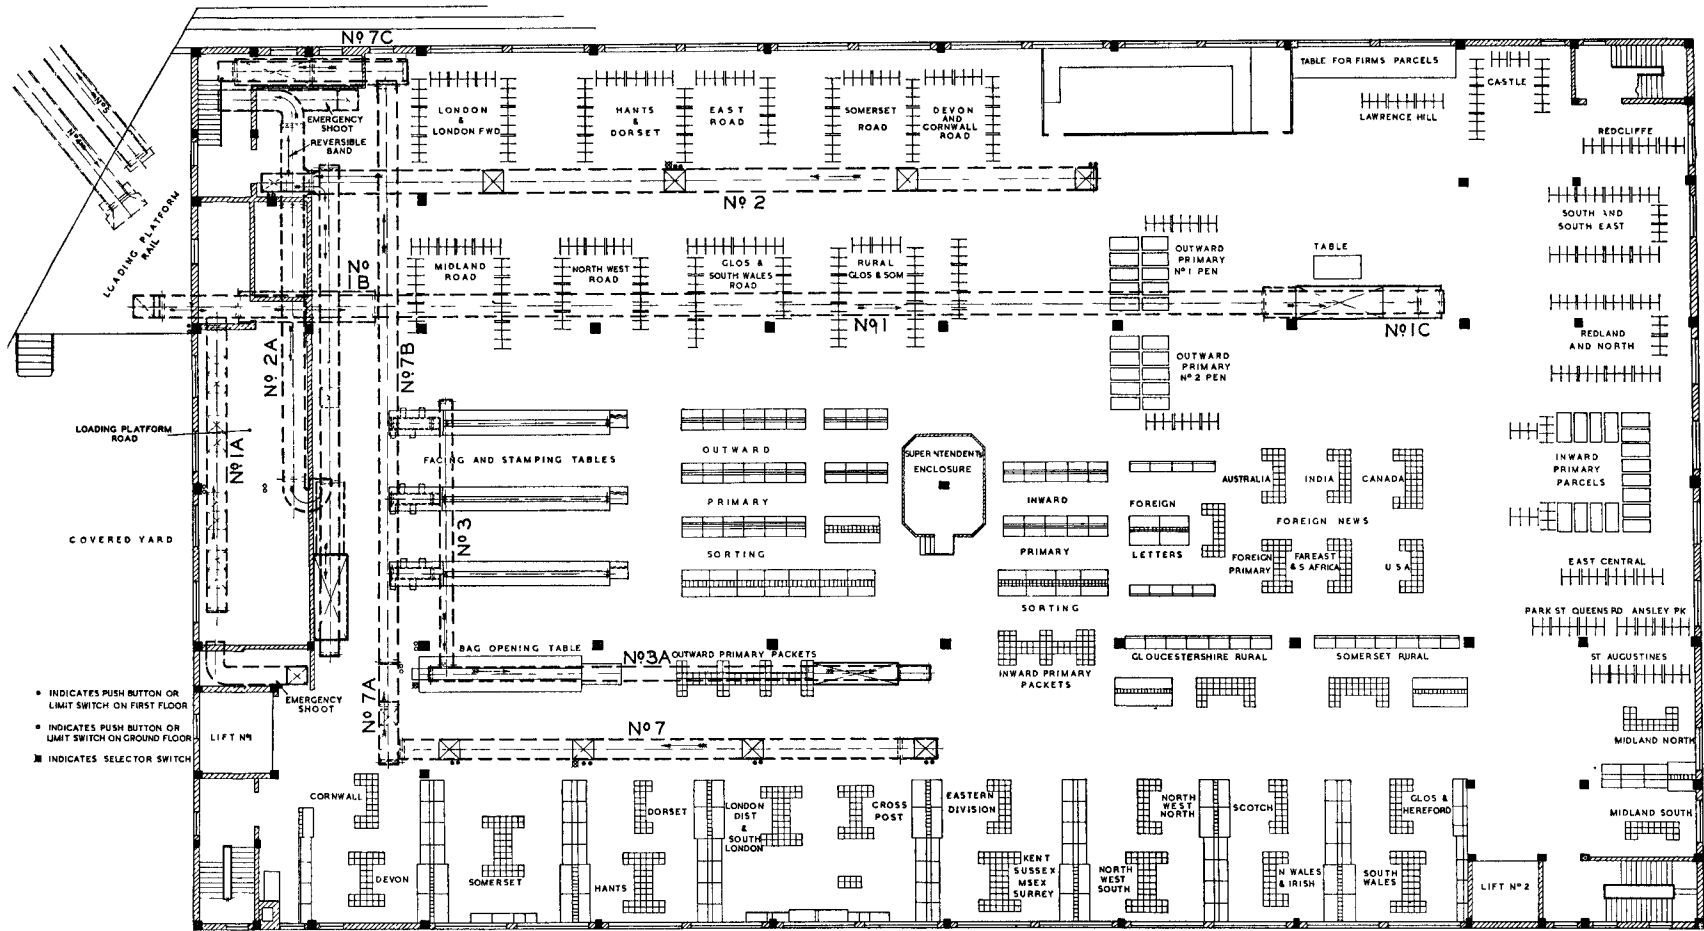 Nº 7C
TABLE FOR FIRMS PARCELS
CASTLE
LAWRENCE HILL
LONDON
&
LONDON FWD
HANTS
&
DORSET
EAST
ROAD
SOMERSET
ROAD
DEVON
AND
CORNWALL
ROAD
EMERGENCY
SHOOT
REVERSIBLE
BAND
REDCLIFFE
Nº 2
LOADING PLATFORM
RAIL
SOUTH AND
SOUTH EAST
Nº
1B
MIDLAND
ROAD
NORTH WEST
ROAD
GLOS &
SOUTH WALES
ROAD
RURAL
GLOS & SOM
OUTWARD
PRIMARY
Nº 1 PEN
TABLE
Nº1
Nº1C
REDLAND
AND NORTH
Nº 2A
Nº7B
OUTWARD
PRIMARY
Nº 2 PEN
LOADING PLATFORM
ROAD
Nº1A
FACING AND STAMPING TABLES
OUTWARD
PRIMARY
SORTING
SUPERINTENDENTS
ENCLOSURE
INWARD
PRIMARY
SORTING
FOREIGN
LETTERS
AUSTRALIA
INDIA
CANADA
FOREIGN NEWS
FOREIGN
PRIMARY
FAR EAST
& S AFRICA
U S A
INWARD
PRIMARY
PARCELS
COVERED YARD
Nº3
EAST CENTRAL
PARK ST QUEENS RD ANSLEY PK
BAG OPENING TABLE
Nº3A
OUTWARD PRIMARY PACKETS
INWARD PRIMARY
PACKETS
GLOUCESTERSHIRE RURAL
SOMERSET RURAL
ST AUGUSTINES
INDICATES PUSH BUTTON OR
LIMIT SWITCH ON FIRST FLOOR
INDICATES PUSH BUTTON OR
LIMIT SWITCH ON GROUND FLOOR
INDICATES SELECTOR SWITCH
EMERGENCY
SHOOT
LIFT Nº1
Nº 7A
Nº 7
MIDLAND NORTH
CORNWALL
DORSET
LONDON
DIST
&
SOUTH
LONDON
CROSS
POST
EASTERN
DIVISION
NORTH
WEST
NORTH
SCOTCH
GLOS &
HEREFORD
MIDLAND SOUTH
DEVON
SOMERSET
HANTS
KENT
SUSSEX
MSEX
SURREY
NORTH
WEST
SOUTH
N WALES
& IRISH
SOUTH
WALES
LIFT Nº 2